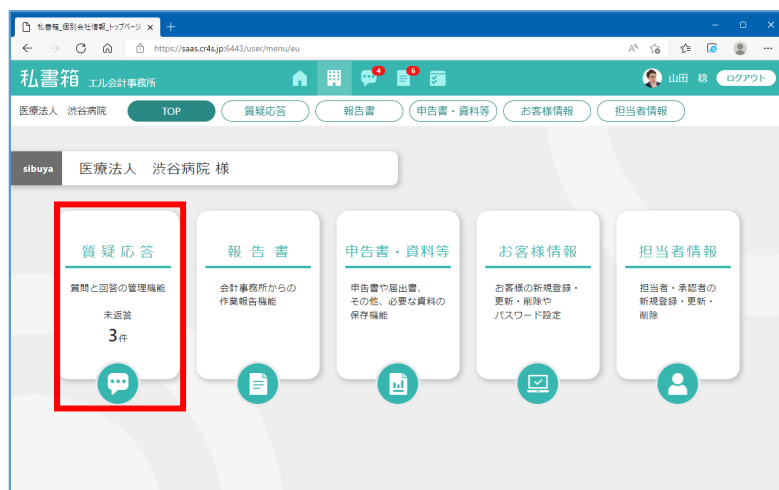 私書箱_個別会社情報_トップページ
https://saas.cr4s.jp:6443/user/menu/eu
私書箱 エル会計事務所 4 6 山田 稔 ログアウト
医療法人 渋谷病院 TOP 質疑応答 報告書 申告書・資料等 お客様情報 担当者情報
sibuya 医療法人 渋谷病院 様
質疑応答
質問と回答の管理機能
未返答
3件
報告書
会計事務所からの
作業報告機能
申告書・資料等
申告書や届出書、
その他、必要な資料の
保存機能
お客様情報
お客様の新規登録・
更新・削除や
パスワード設定
担当者情報
担当者・承認者の
新規登録・更新・
削除